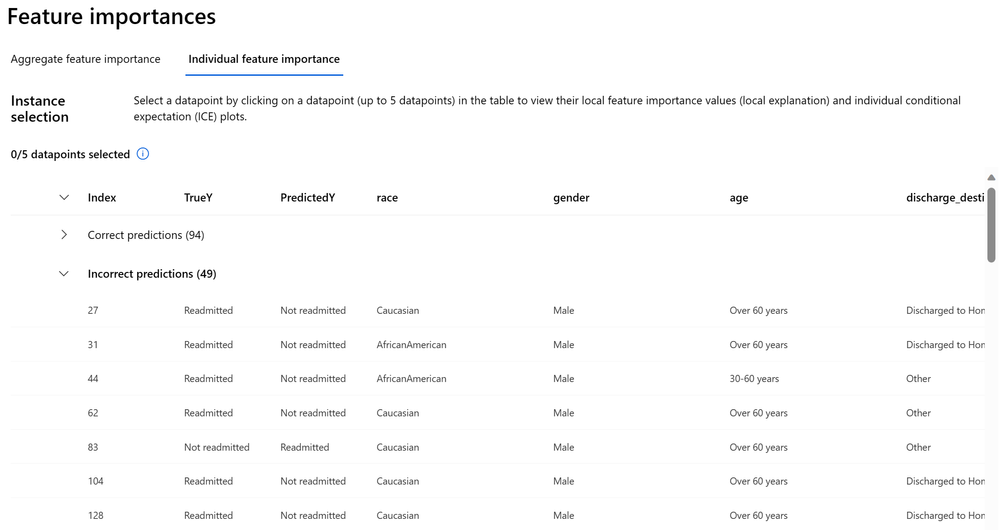 Feature importances
Aggregate feature importance Individual feature importance
Instance selection
Select a datapoint by clicking on a datapoint (up to 5 datapoints) in the table to view their local feature importance values (local explanation) and individual conditional
expectation (ICE) plots.
0/5 datapoints selected
Index TrueY PredictedY race gender age discharge_desti
Correct predictions (94)
Incorrect predictions (49)
27 Readmitted Not readmitted Caucasian Male Over 60 years Discharged to Hor
31 Readmitted Not readmitted AfricanAmerican Male Over 60 years Discharged to Hor
44 Readmitted Not readmitted AfricanAmerican Male 30-60 years Other
62 Readmitted Not readmitted Caucasian Male Over 60 years Other
83 Not readmitted Readmitted Caucasian Male Over 60 years Other
104 Readmitted Not readmitted Caucasian Male Over 60 years Discharged to Hor
128 Readmitted Not readmitted Caucasian Male Over 60 years Discharged to Hor